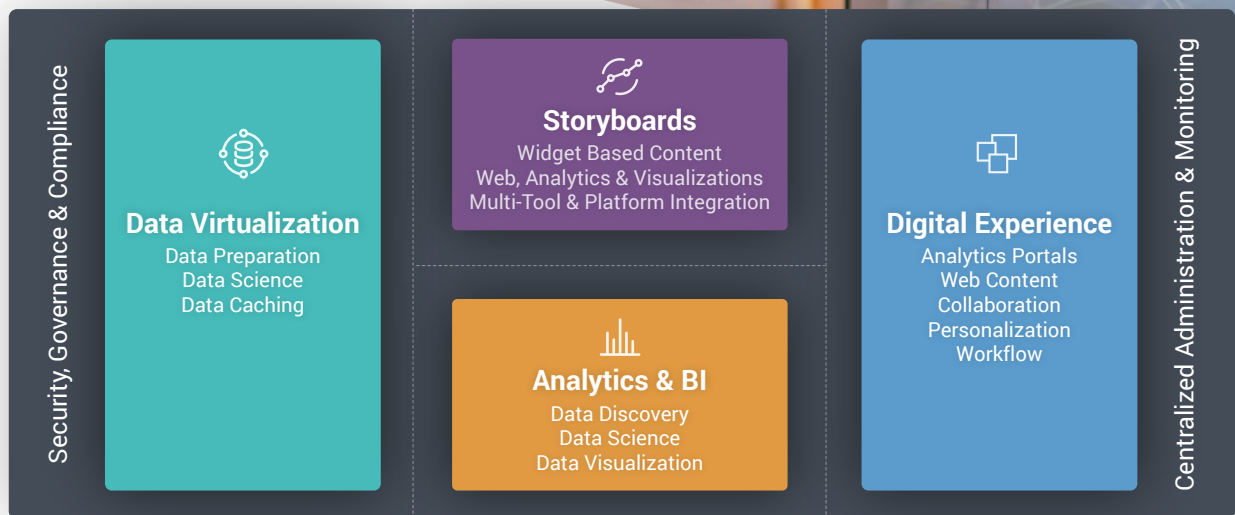 Security, Governance & Compliance
Data Virtualization
Data Preparation
Data Science
Data Caching
Storyboards
Widget Based Content
Web, Analytics & Visualizations
Multi-Tool & Platform Integration
Analytics & BI
Data Discovery
Data Science
Data Visualization
Digital Experience
Analytics Portals
Web Content
Collaboration
Personalization
Workflow
Centralized Administration & Monitoring